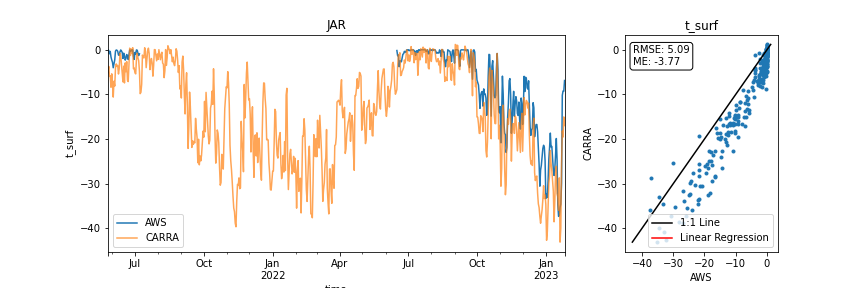 JAR
t_surf
0
−10
−20
−30
−40
AWS
CARRA
Jul
Oct
Jan
2022
Apr
Jul
Oct
Jan
2023
time
t_surf
RMSE: 5.09
ME: -3.77
CARRA
0
−10
−20
−30
−40
1:1 Line
Linear Regression
−40
−30
−20
−10
0
AWS